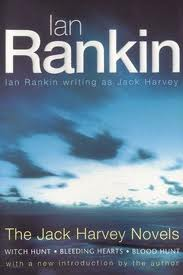 Ian
Rankin
Ian Rankin writing as Jack Harvey
The Jack Harvey Novels
WITCH HUNT • BLEEDING HEARTS • BLOOD HUNT
with a new introduction by the author